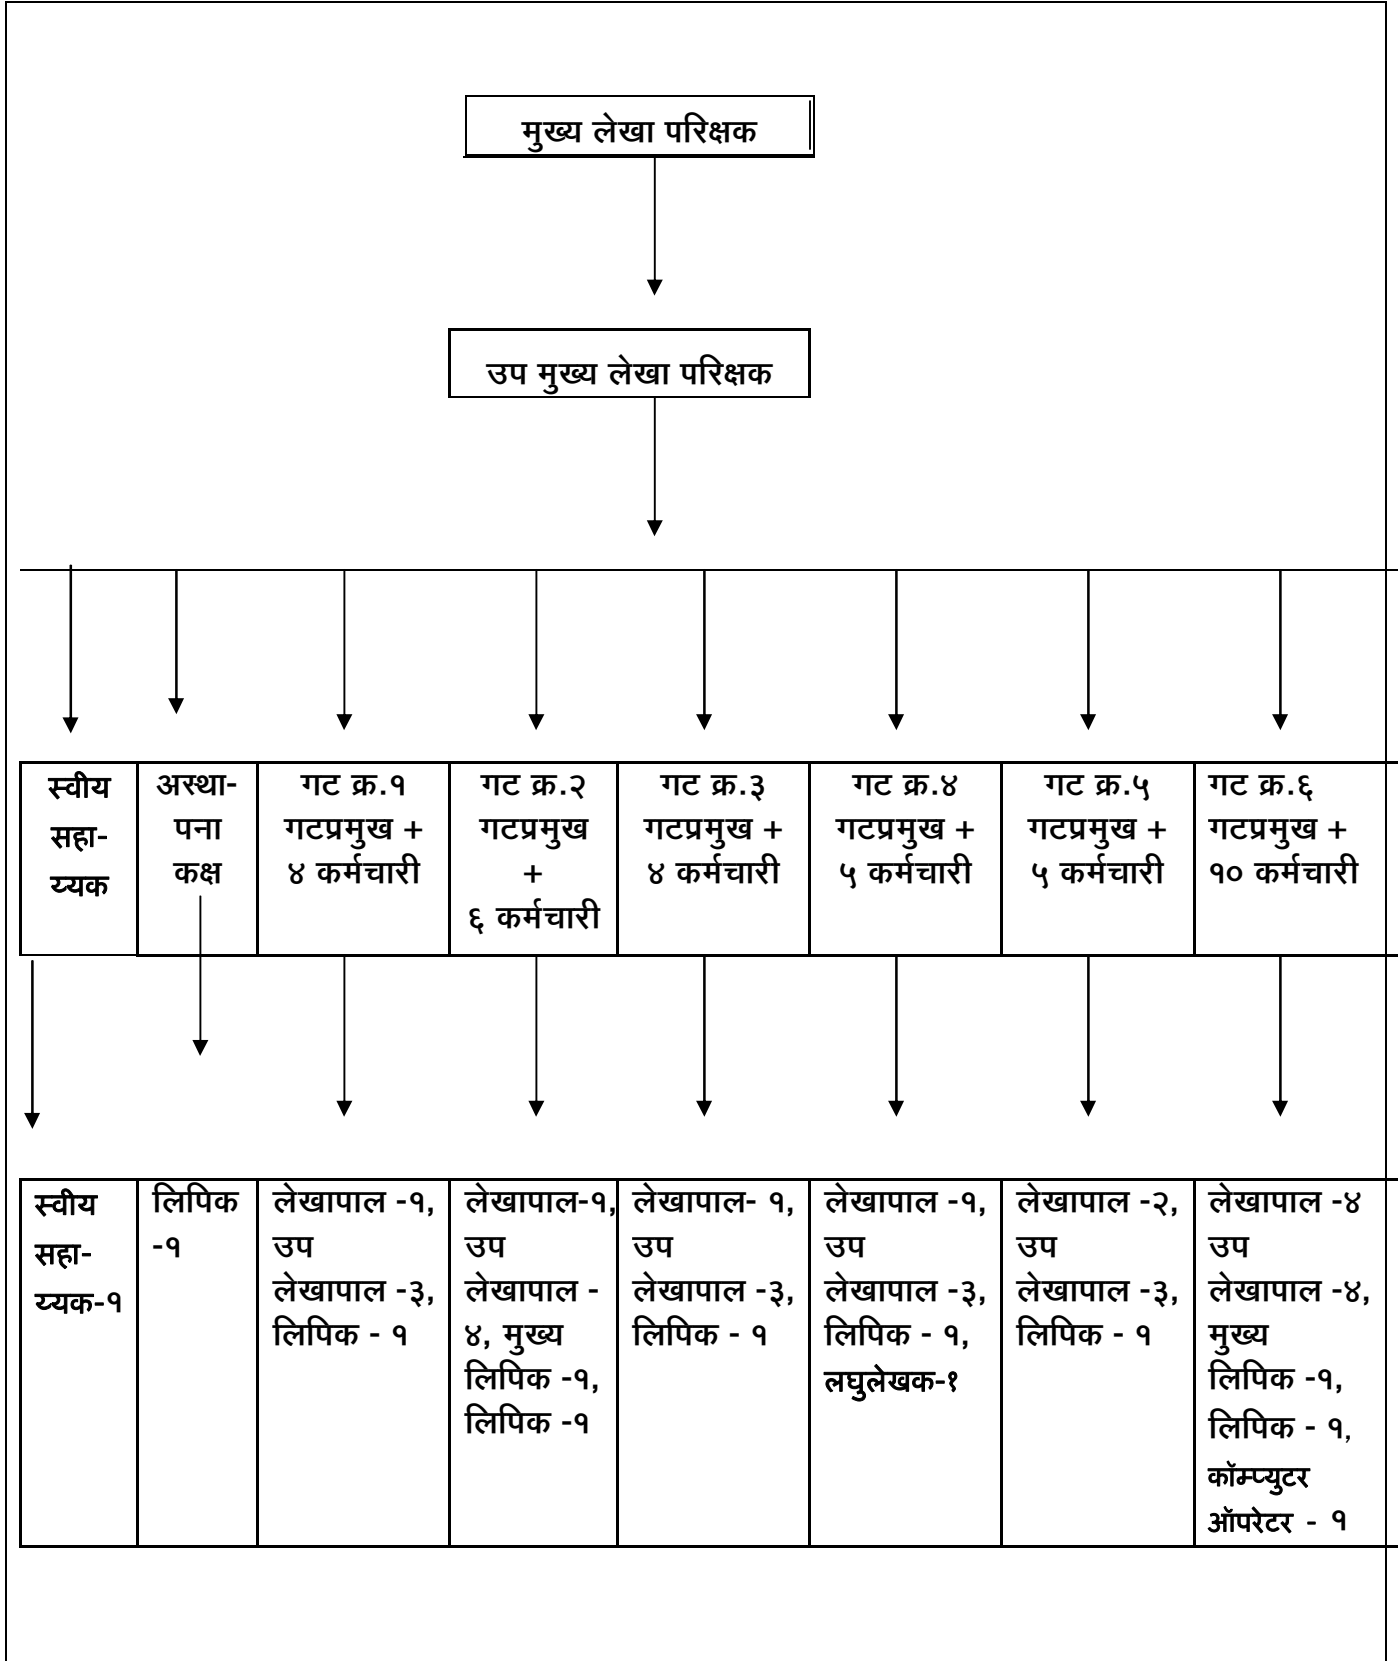 मुख्य लेखा परिक्षक
उप मुख्य लेखा परिक्षक
स्वीय
सहा-
य्यक
अस्था-
पना
कक्ष
गट क्र.१
गटप्रमुख +
४ कर्मचारी
गट क्र.२
गटप्रमुख
+
६ कर्मचारी
गट क्र.३
गटप्रमुख +
४ कर्मचारी
गट क्र.४
गटप्रमुख +
५ कर्मचारी
गट क्र.५
गटप्रमुख +
५ कर्मचारी
गट क्र.६
गटप्रमुख +
१० कर्मचारी
स्वीय
सहा-
य्यक-१
लिपिक
-१
लेखापाल -१,
उप
लेखापाल -३,
लिपिक - १
लेखापाल-१,
उप
लेखापाल -
४, मुख्य
लिपिक -१,
लिपिक -१
लेखापाल- १,
उप
लेखापाल -३,
लिपिक - १
लेखापाल -१,
उप
लेखापाल -३,
लिपिक - १,
लघुलेखक-१
लेखापाल -२,
उप
लेखापाल -३,
लिपिक - १
लेखापाल -४
उप
लेखापाल -४,
मुख्य
लिपिक -१,
लिपिक - १,
कॉम्प्युटर
ऑपरेटर - १